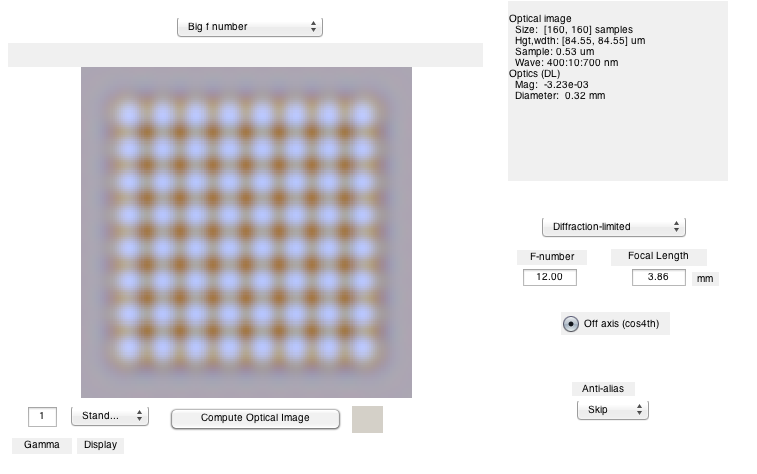 Big f number
Optical image
Size:  [160, 160] samples
Hgt,wdth: [84.55, 84.55] um
Sample: 0.53 um
Wave: 400:10:700 nm
Optics (DL)
Mag:  -3.23e-03
Diameter:  0.32 mm
Diffraction-limited
F-number
Focal Length
12.00
3.86
mm
Off axis (cos4th)
Anti-alias
Skip
1
Stand...
Compute Optical Image
Gamma
Display